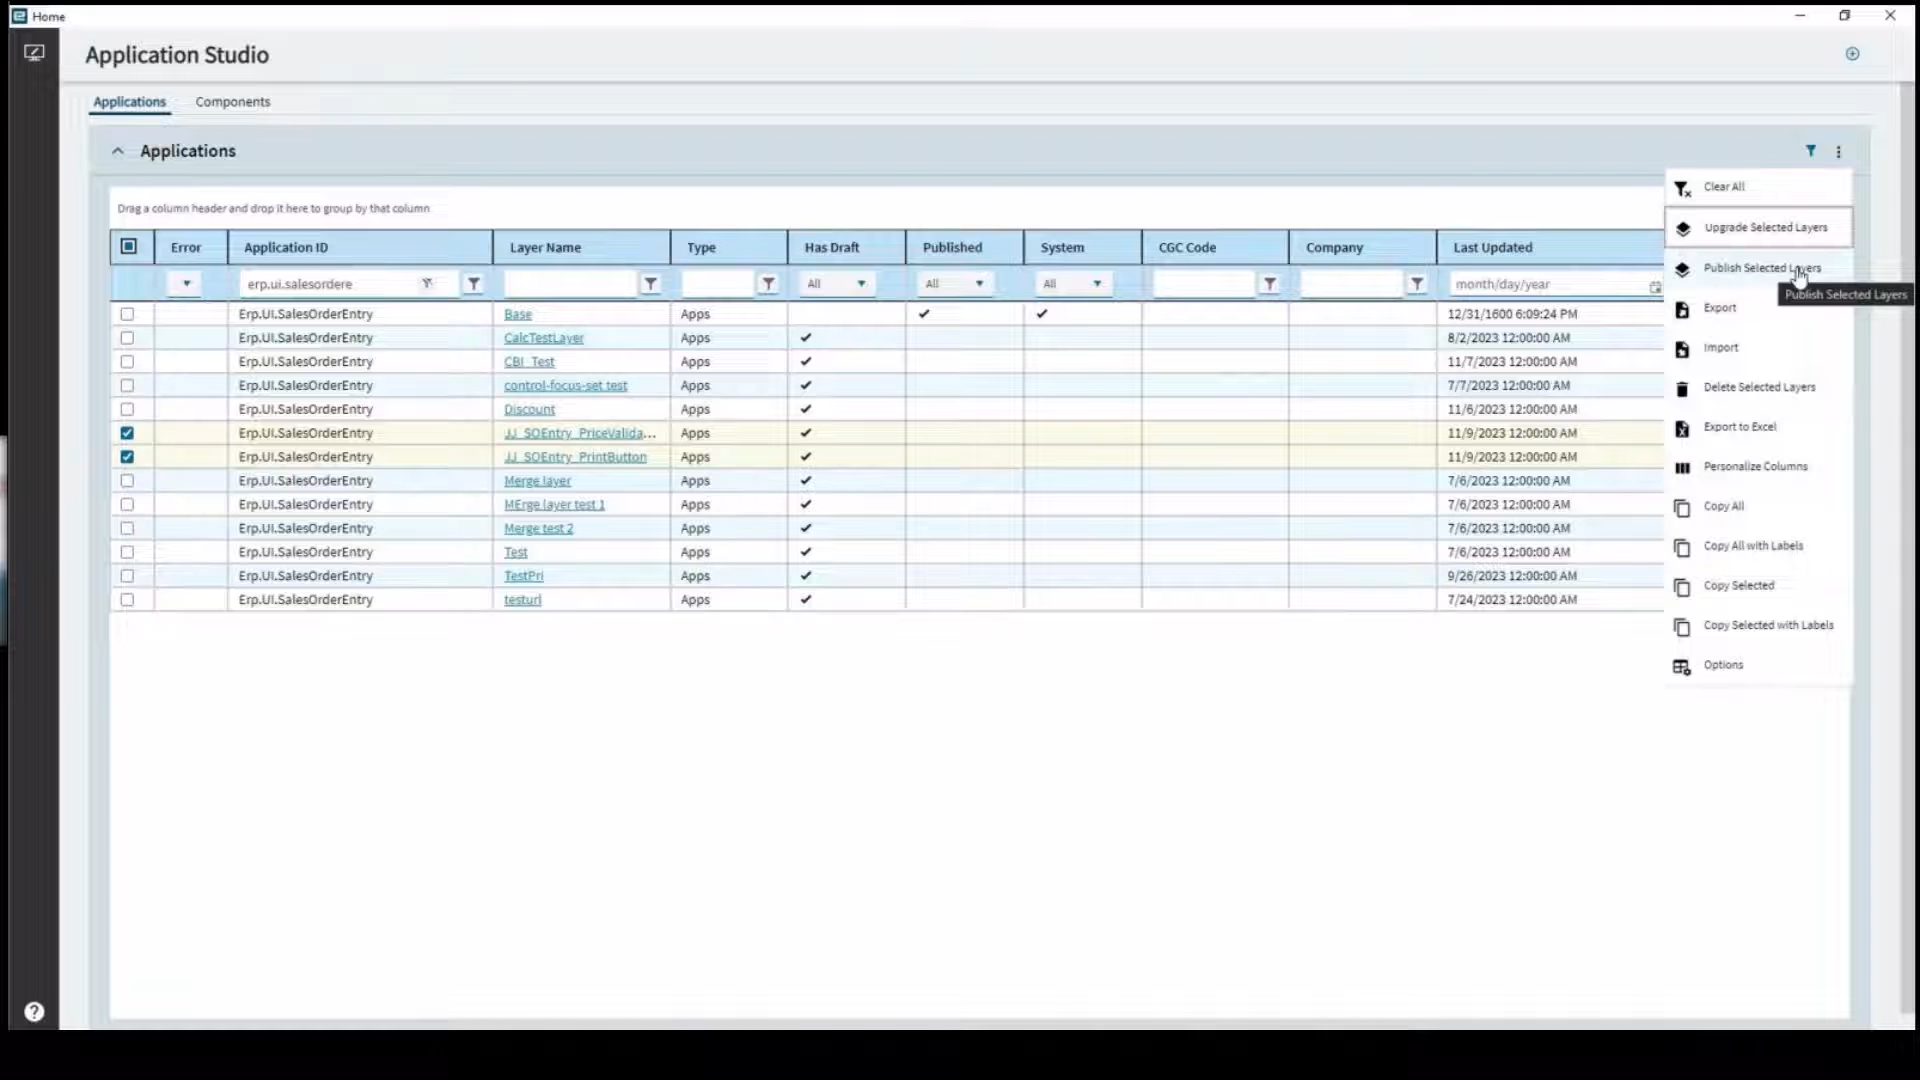 Home
Application Studio
Applications Components
Applications
Clear All
Drag a column header and drop it here to group by that column
Upgrade Selected Layers
Error Application ID Layer Name Type Has Draft Published System CGC Code Company Last Updated
Publish Selected Layers
erp.ui.salesordere All All All month/day/year
Publish Selected Layers
Erp.UI.SalesOrderEntry Base Apps 12/31/1600 6:09:24 PM
Export
Erp.UI.SalesOrderEntry CalcTestLayer Apps 8/2/2023 12:00:00 AM
Import
Erp.UI.SalesOrderEntry CBI_Test Apps 11/7/2023 12:00:00 AM
Erp.UI.SalesOrderEntry control-focus-set test Apps 7/7/2023 12:00:00 AM
Delete Selected Layers
Erp.UI.SalesOrderEntry Discount Apps 11/6/2023 12:00:00 AM
Export to Excel
Erp.UI.SalesOrderEntry JJ_SOEntry_PriceValida... Apps 11/9/2023 12:00:00 AM
Erp.UI.SalesOrderEntry JJ_SOEntry_PrintButton Apps 11/9/2023 12:00:00 AM
Personalize Columns
Erp.UI.SalesOrderEntry Merge layer Apps 7/6/2023 12:00:00 AM
Erp.UI.SalesOrderEntry MErge layer test 1 Apps 7/6/2023 12:00:00 AM
Copy All
Erp.UI.SalesOrderEntry Merge test 2 Apps 7/6/2023 12:00:00 AM
Copy All with Labels
Erp.UI.SalesOrderEntry Test Apps 7/6/2023 12:00:00 AM
Erp.UI.SalesOrderEntry TestPri Apps 9/26/2023 12:00:00 AM
Copy Selected
Erp.UI.SalesOrderEntry testurl Apps 7/24/2023 12:00:00 AM
Copy Selected with Labels
Options